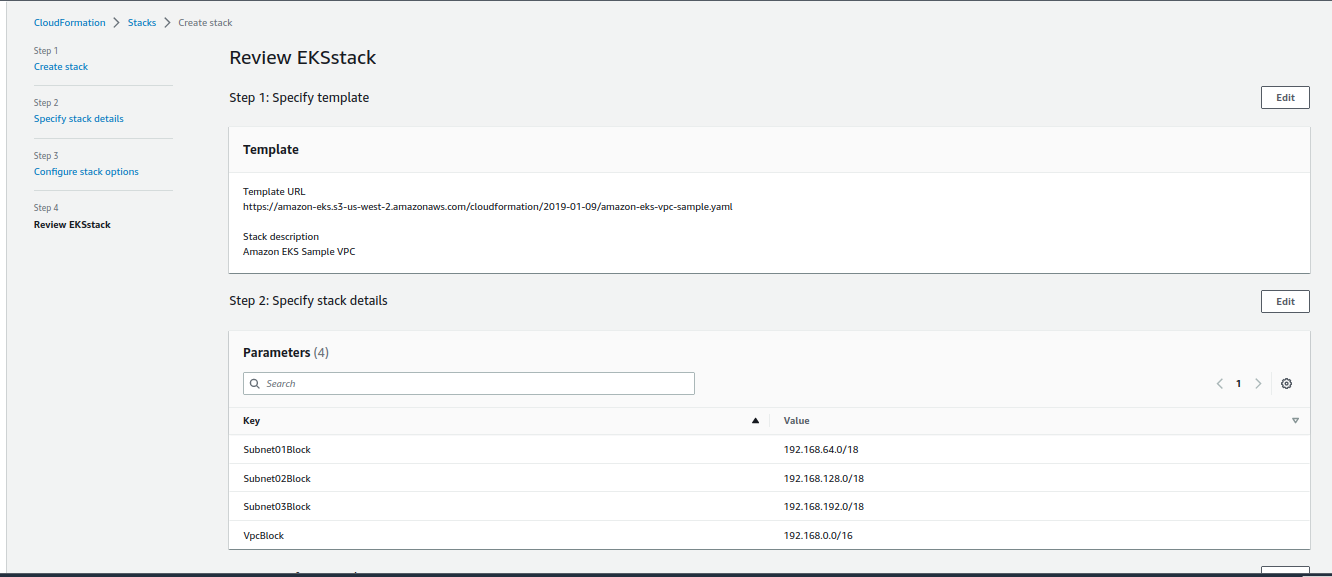 CloudFormation > Stacks > Create stack
Step 1
Create stack
Step 2
Specify stack details
Step 3
Configure stack options
Step 4
Review EKSstack
Review EKSstack
Step 1: Specify template
Edit
Template
Template URL
https://amazon-eks.s3-us-west-2.amazonaws.com/cloudformation/2019-01-09/amazon-eks-vpc-sample.yaml
Stack description
Amazon EKS Sample VPC
Step 2: Specify stack details
Edit
Parameters (4)
Search
1
Key Value
Subnet01Block 192.168.64.0/18
Subnet02Block 192.168.128.0/18
Subnet03Block 192.168.192.0/18
VpcBlock 192.168.0.0/16